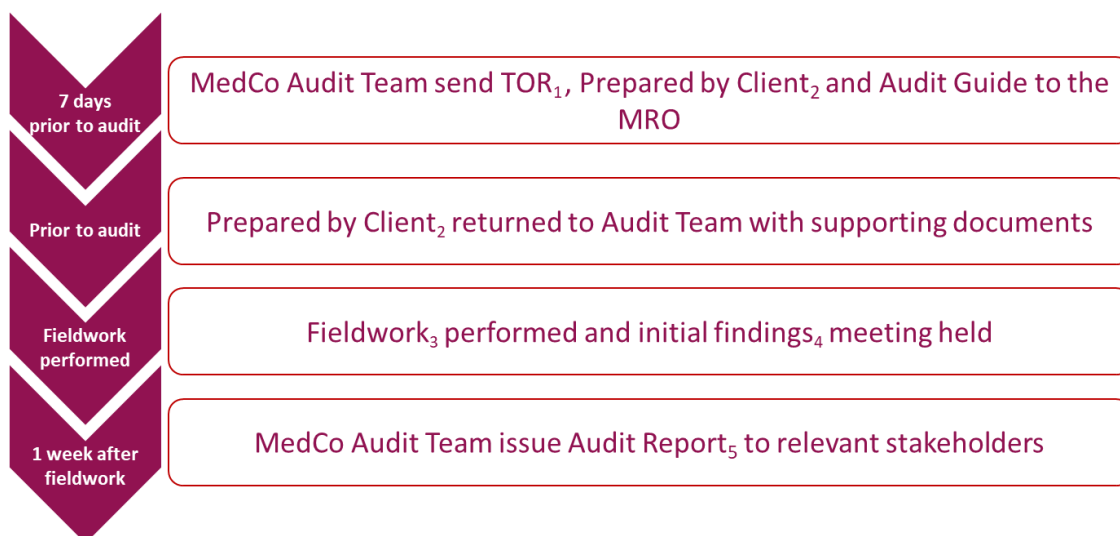 7 days
prior to audit
MedCo Audit Team send TOR₁, Prepared by Client₂ and Audit Guide to the
MRO
Prior to audit
Prepared by Client₂ returned to Audit Team with supporting documents
Fieldwork
performed
Fieldwork₃ performed and initial findings₄ meeting held
1 week after
fieldwork
MedCo Audit Team issue Audit Report₅ to relevant stakeholders